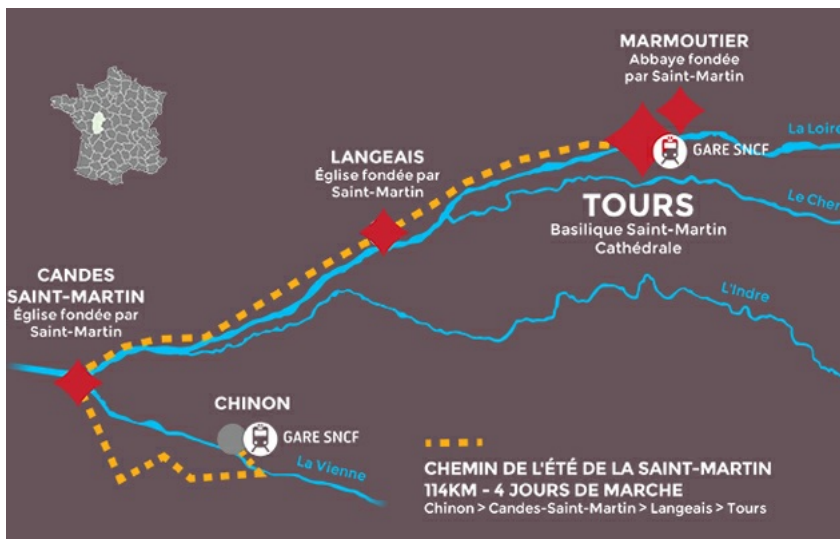 MARMOUTIER
Abbaye fondée
par Saint-Martin
La Loire
GARE SNCF
LANGEAIS
Église fondée par
Saint-Martin
Le Cher
TOURS
Basilique Saint-Martin
Cathédrale
CANDES
SAINT-MARTIN
Église fondée par
Saint-Martin
L'Indre
CHINON
GARE SNCF
La Vienne
CHEMIN DE L'ÉTÉ DE LA SAINT-MARTIN
114KM - 4 JOURS DE MARCHE
Chinon > Candes-Saint-Martin > Langeais > Tours